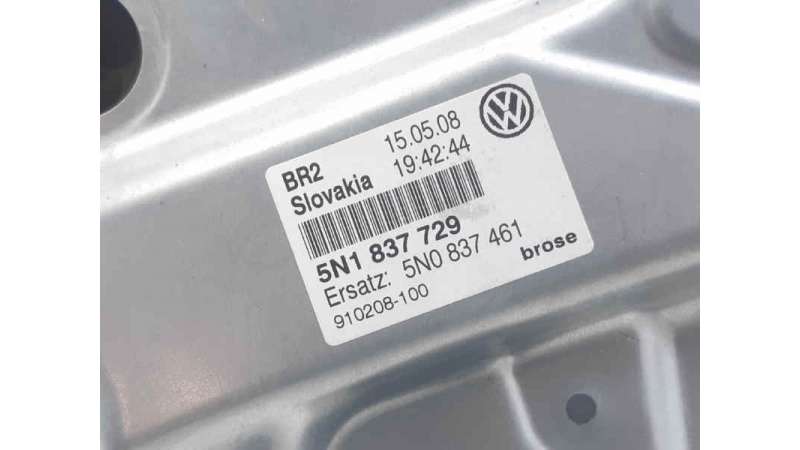 BR2 15.05.08
Slovakia 19:42:44
5N1 837 729
Ersatz: 5N0 837 461
910208-100 brose